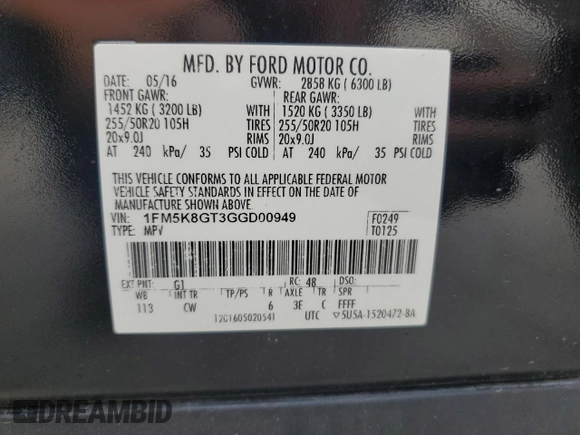 MFD. BY FORD MOTOR CO.
DATE: 05/16 GVWR: 2858 KG ( 6300 LB)
FRONT GAWR: REAR GAWR:
1452 KG ( 3200 LB) WITH 1520 KG ( 3350 LB) WITH
255/50R20 105H TIRES 255/50R20 105H TIRES
20x9.0J RIMS 20x9.0J RIMS
AT 240 kPa/ 35 PSI COLD AT 240 kPa/ 35 PSI COLD
THIS VEHICLE CONFORMS TO ALL APPLICABLE FEDERAL MOTOR
VEHICLE SAFETY STANDARDS IN EFFECT ON THE DATE OF
MANUFACTURE SHOWN ABOVE.
VIN: 1FM5K8GT3GGD00949 F0249
TYPE: MPV T0125
EXT PNT: G1 RC: 48 DSO:
WB INT TR TP/PS R AXLE TR SPR
113 CW 6 3E C FFFF
12G1605020541 UTC ▽5U5A-1520472-BA
DREAMBID